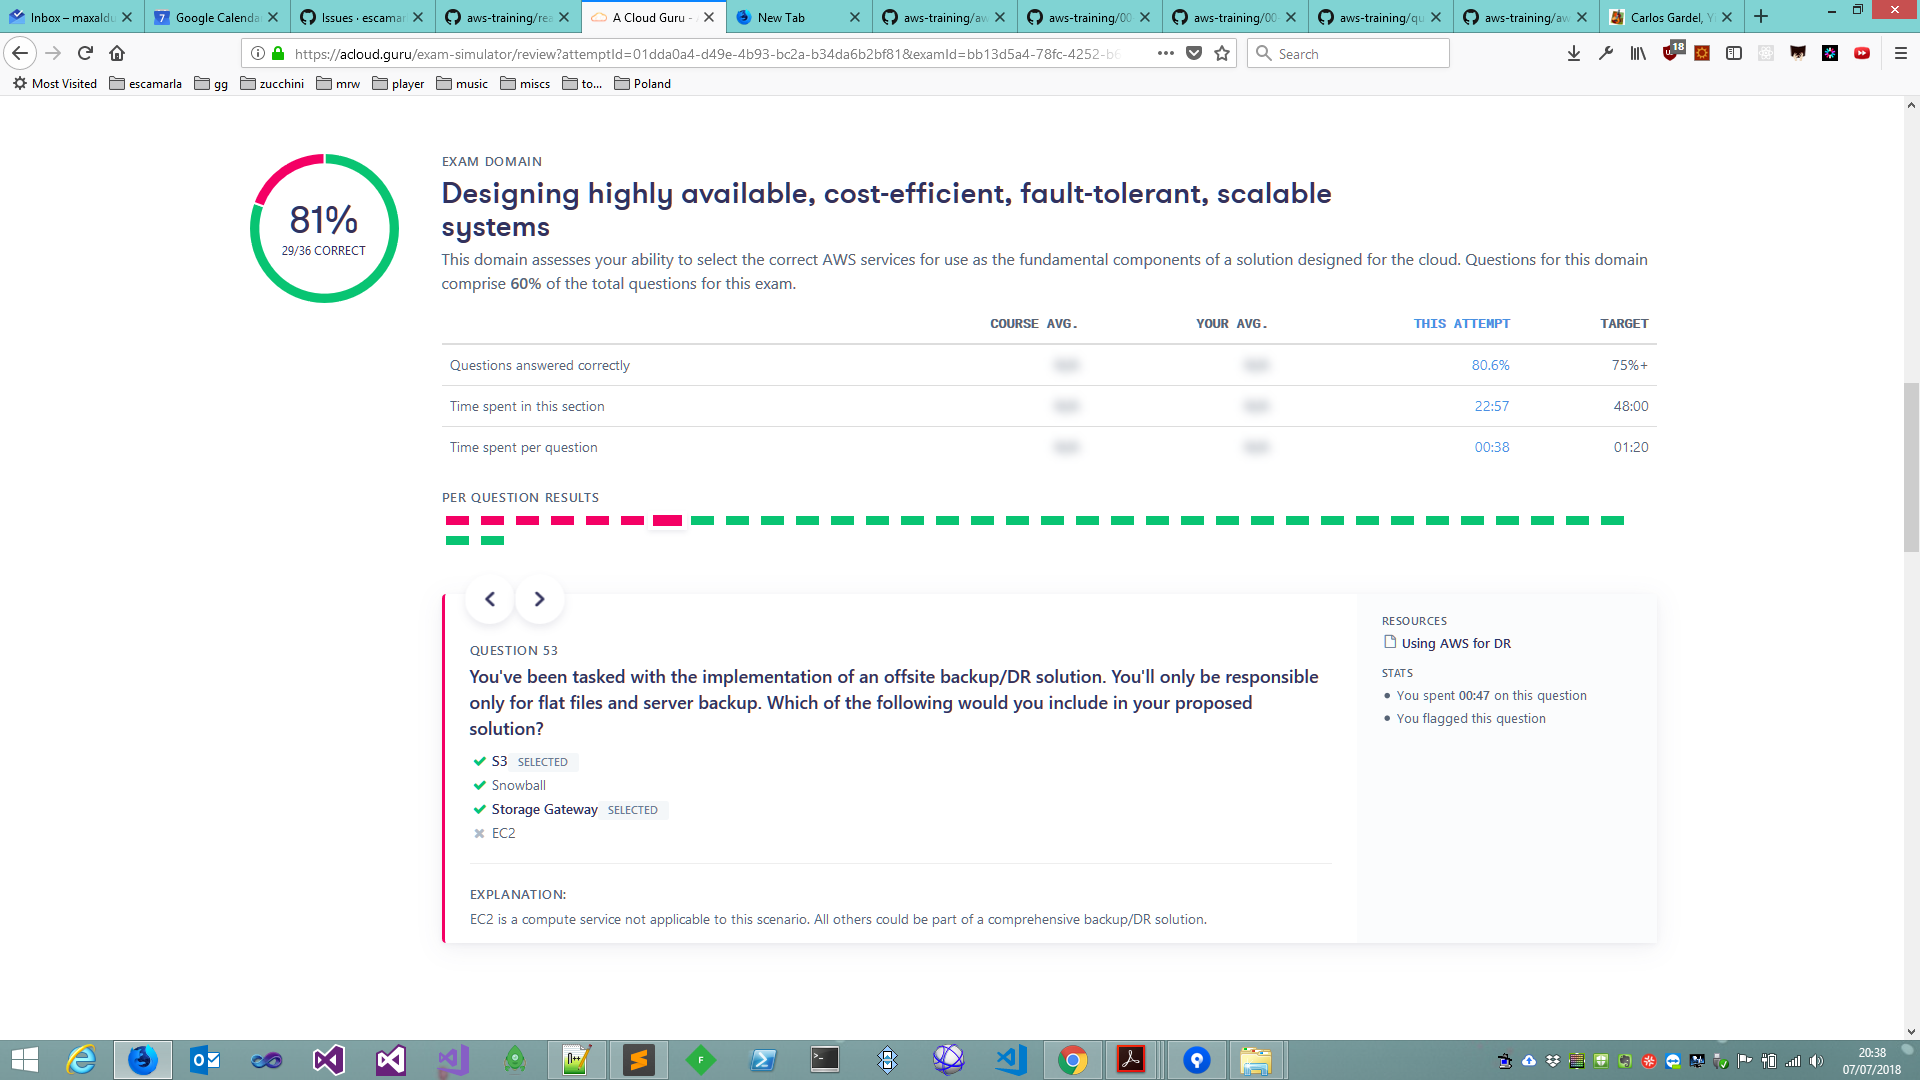 Inbox – maxaldu
Google Calenda
Issues · escamar
aws-training/rea
A Cloud Guru -
New Tab
aws-training/aw
aws-training/00
aws-training/00
aws-training/qu
aws-training/aw
Carlos Gardel, Y
https://acloud.guru/exam-simulator/review?attemptId=01dda0a4-d49e-4b93-bc2a-b34da6b2bf81&examId=bb13d5a4-78fc-4252-b6
Search
18
Most Visited
escamarla
gg
zucchini
mrw
player
music
miscs
to...
Poland
81%
29/36 CORRECT
EXAM DOMAIN
Designing highly available, cost-efficient, fault-tolerant, scalable
systems
This domain assesses your ability to select the correct AWS services for use as the fundamental components of a solution designed for the cloud. Questions for this domain
comprise 60% of the total questions for this exam.
COURSE AVG. YOUR AVG. THIS ATTEMPT TARGET
Questions answered correctly 80.6% 75%+
Time spent in this section 22:57 48:00
Time spent per question 00:38 01:20
PER QUESTION RESULTS
QUESTION 53
You've been tasked with the implementation of an offsite backup/DR solution. You'll only be responsible
only for flat files and server backup. Which of the following would you include in your proposed
solution?
S3 SELECTED
Snowball
Storage Gateway SELECTED
EC2
EXPLANATION:
EC2 is a compute service not applicable to this scenario. All others could be part of a comprehensive backup/DR solution.
RESOURCES
Using AWS for DR
STATS
You spent 00:47 on this question
You flagged this question
20:38
07/07/2018